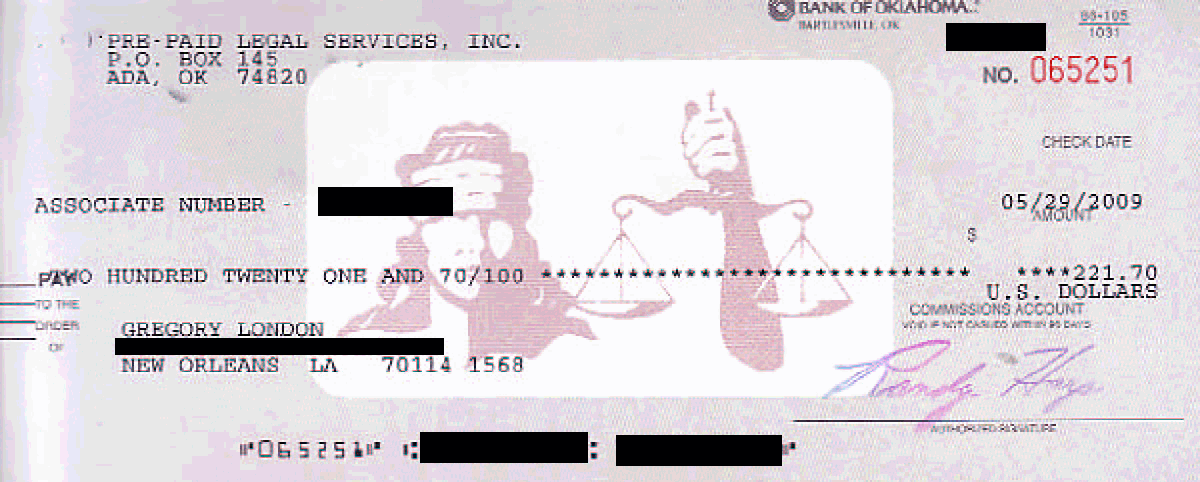 BANK OF OKLAHOMA
BARTLESVILLE, OK
86-105
1031
PRE-PAID LEGAL SERVICES, INC.
P.O. BOX 145
ADA, OK 74820
NO. 065251
CHECK DATE
ASSOCIATE NUMBER -
05/29/2009
AMOUNT
$
PAY TWO HUNDRED TWENTY ONE AND 70/100 ****************************** ****221.70
U.S. DOLLARS
TO THE
ORDER
OF
COMMISSIONS ACCOUNT
VOID IF NOT CASHED WITHIN 90 DAYS
GREGORY LONDON
NEW ORLEANS LA 70114 1568
Randy Harp
AUTHORIZED SIGNATURE
⑈065251⑈ ⑆ ⑆ ⑈